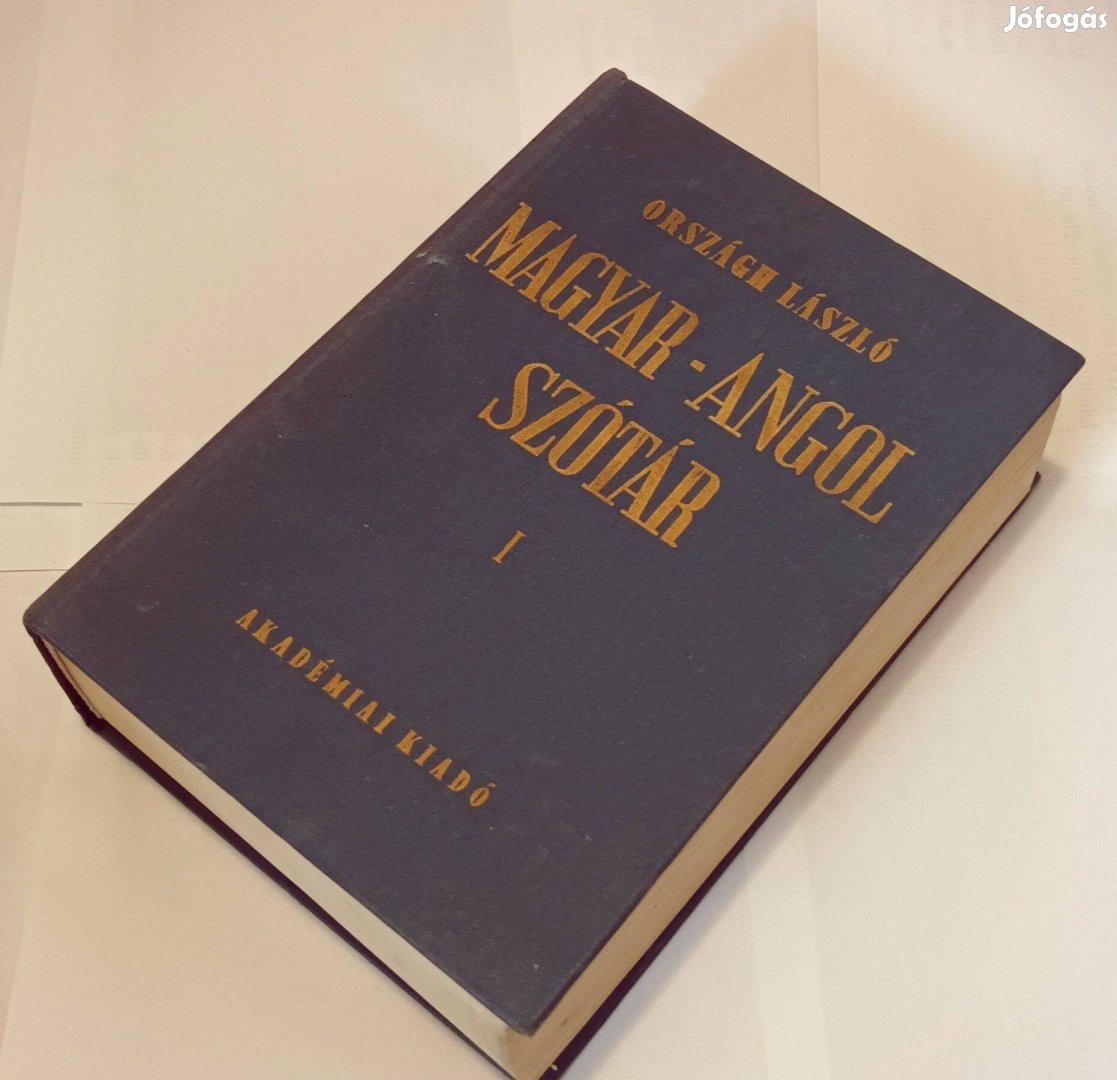 Jófogás
ORSZÁGH LÁSZLÓ
MAGYAR-ANGOL
SZÓTÁR
I
AKADÉMIAI KIADÓ